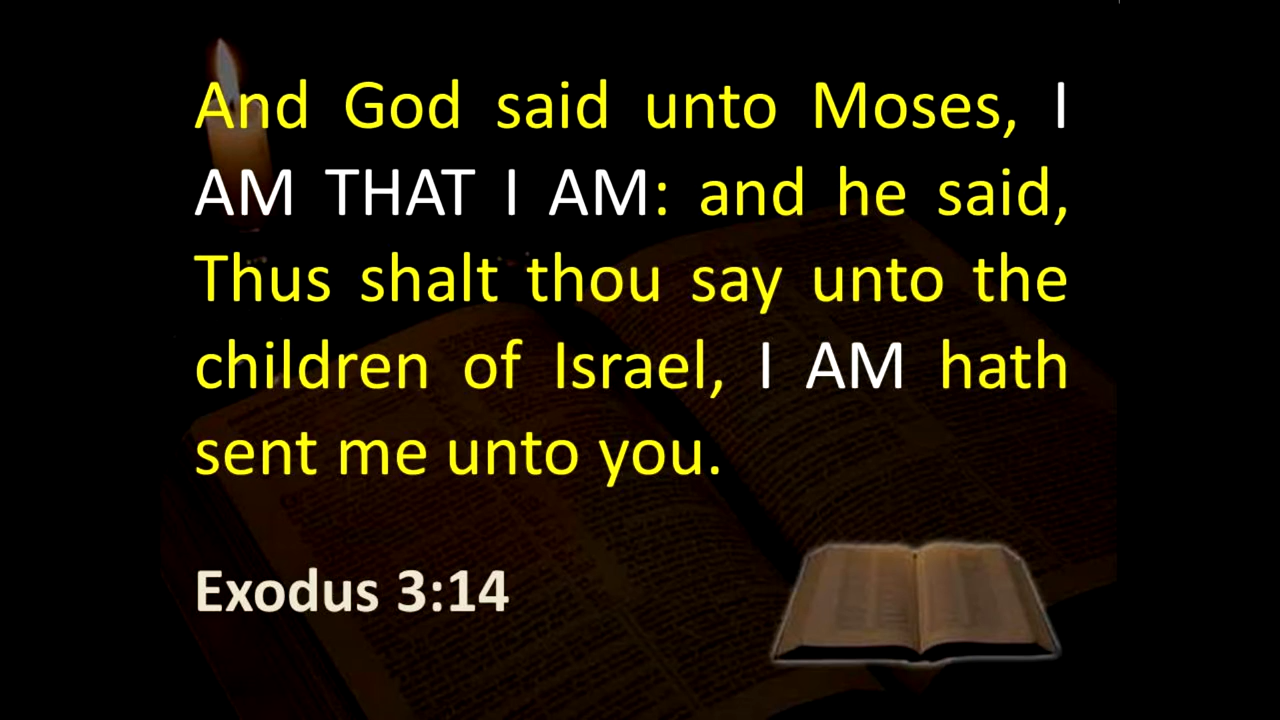 And God said unto Moses, I
AM THAT I AM: and he said,
Thus shalt thou say unto the
children of Israel, I AM hath
sent me unto you.
Exodus 3:14